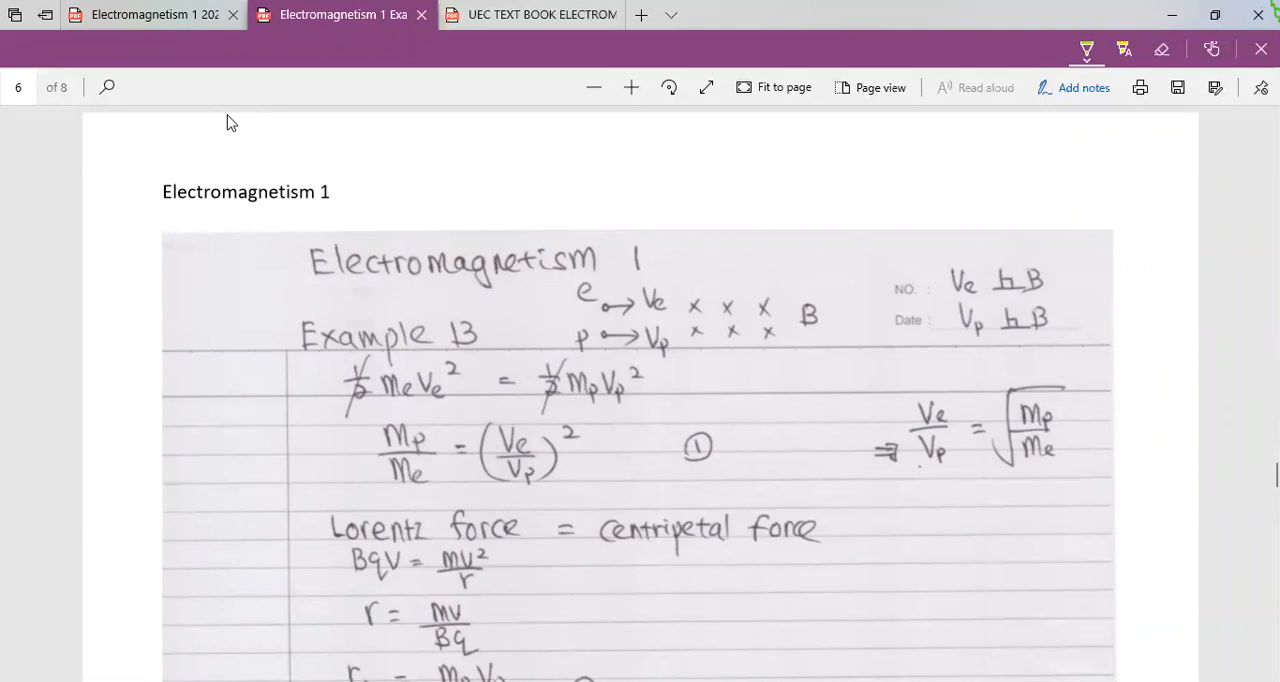 Electromagnetism 1 202
Electromagnetism 1 Exa
UEC TEXT BOOK ELECTROM
6 of 8
Fit to page
Page view
Read aloud
Add notes
Electromagnetism 1
Electromagnetism 1
NO. : Ve ⊥ B
Date : Vp ⊥ B
e → Ve x x x B
p → Vp x x x
Example 13
1/2 MeVe² = 1/2 MpVp²
Mp/Me = (Ve/Vp)² ① ⇒ Ve/Vp = √(Mp/Me)
Lorentz force = centripetal force
BqV = mv²/r
r = mv/Bq